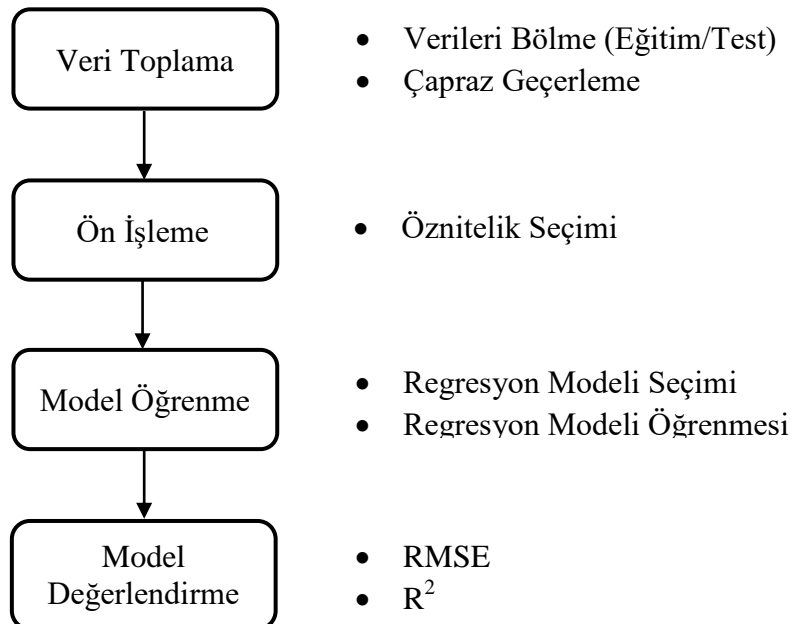 Veri Toplama
• Verileri Bölme (Eğitim/Test)
• Çapraz Geçerleme
Ön İşleme
• Öznitelik Seçimi
Model Öğrenme
• Regresyon Modeli Seçimi
• Regresyon Modeli Öğrenmesi
Model
Değerlendirme
• RMSE
• R²